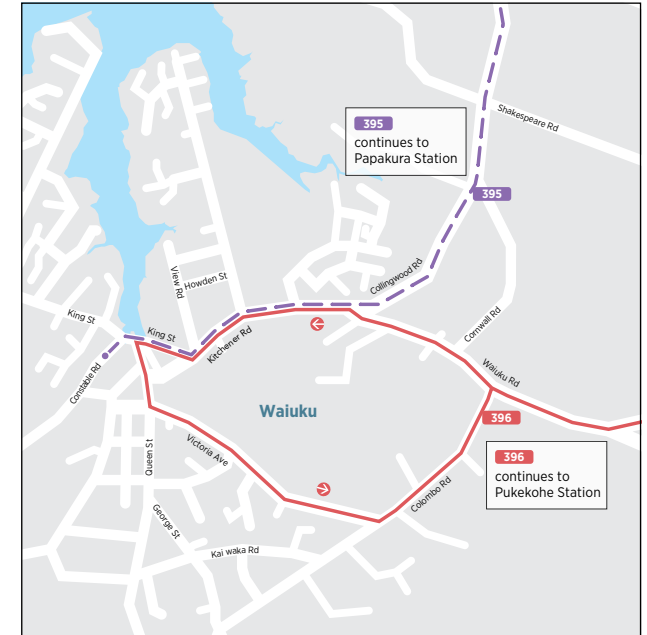 Shakespeare Rd
395
continues to
Papakura Station
395
Collingwood Rd
View Rd
Howden St
King St
King St
Kitchener Rd
Cornwall Rd
Constable Rd
Waiuku Rd
Waiuku
396
396
continues to
Pukekohe Station
Queen St
Victoria Ave
Colombo Rd
George St
Kai waka Rd